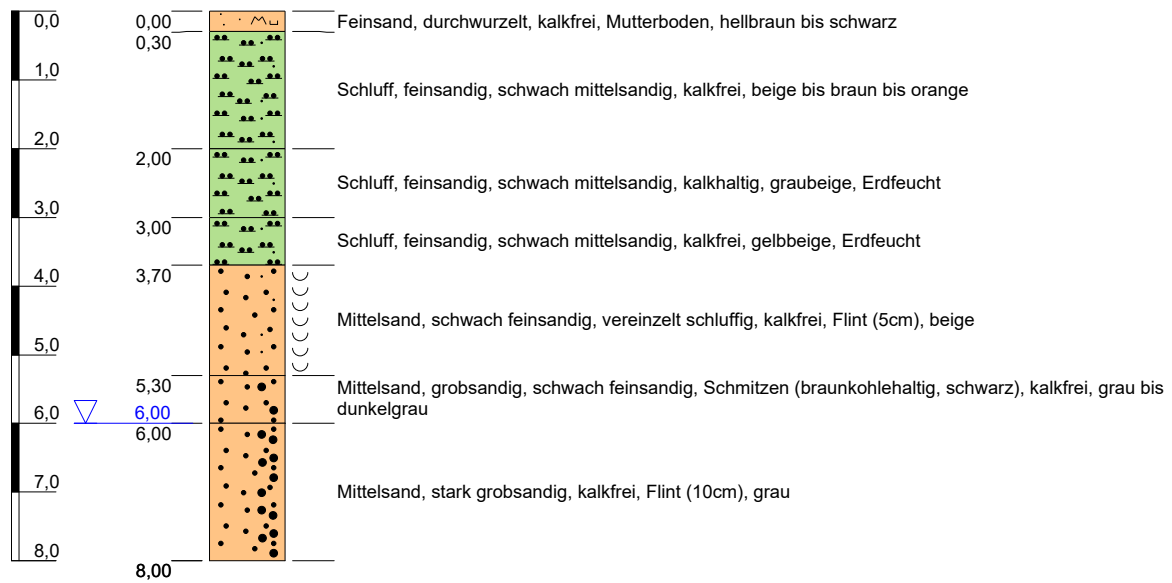 0,0
0,00
Feinsand, durchwurzelt, kalkfrei, Mutterboden, hellbraun bis schwarz
0,30
1,0
Schluff, feinsandig, schwach mittelsandig, kalkfrei, beige bis braun bis orange
2,0
2,00
Schluff, feinsandig, schwach mittelsandig, kalkhaltig, graubeige, Erdfeucht
3,0
3,00
Schluff, feinsandig, schwach mittelsandig, kalkfrei, gelbbeige, Erdfeucht
4,0
3,70
Mittelsand, schwach feinsandig, vereinzelt schluffig, kalkfrei, Flint (5cm), beige
5,0
5,30
Mittelsand, grobsandig, schwach feinsandig, Schmitzen (braunkohlehaltig, schwarz), kalkfrei, grau bis
dunkelgrau
6,0
6,00
6,00
7,0
Mittelsand, stark grobsandig, kalkfrei, Flint (10cm), grau
8,0
8,00